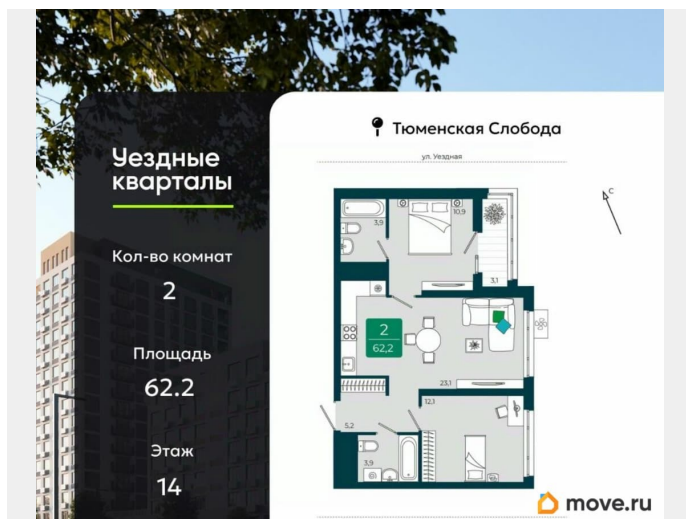 Тюменская Слобода
Уездные
кварталы
ул. Уездная
С
Кол-во комнат
2
Площадь
62.2
Этаж
14
3,9
10,9
3,1
2
62,2
23,1
12,1
5,2
3,9
move.ru